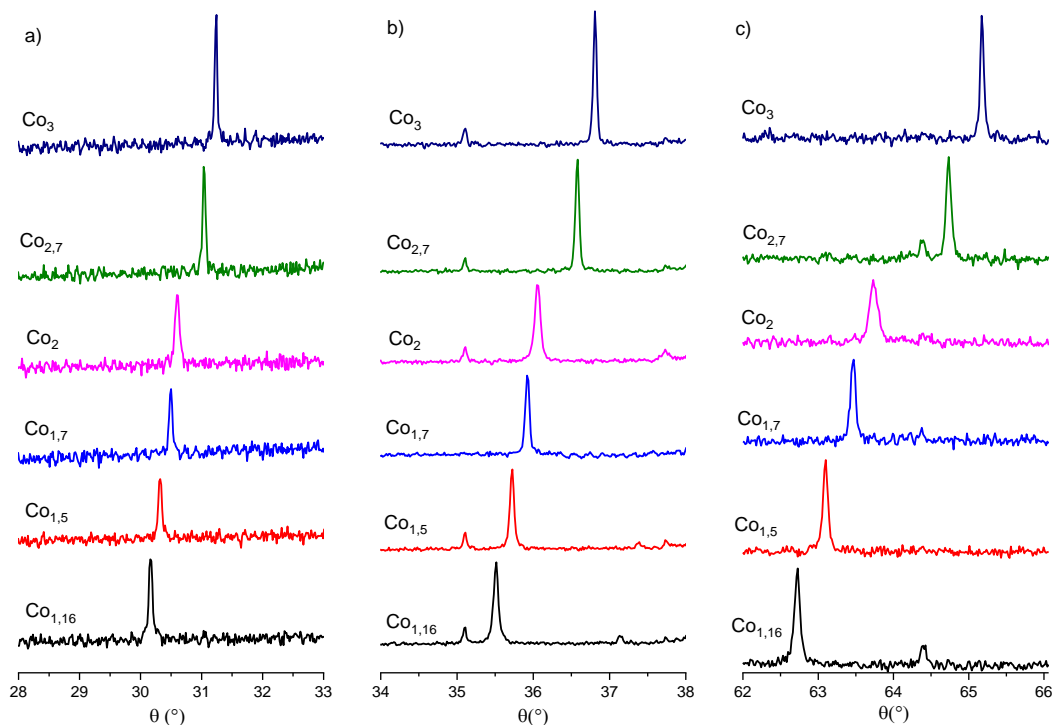 a)
Co3
Co2,7
Co2
Co1,7
Co1,5
Co1,16
28 29 30 31 32 33
θ (°)
b)
Co3
Co2,7
Co2
Co1,7
Co1,5
Co1,16
34 35 36 37 38
θ(°)
c)
Co3
Co2,7
Co2
Co1,7
Co1,5
Co1,16
62 63 64 65 66
θ(°)